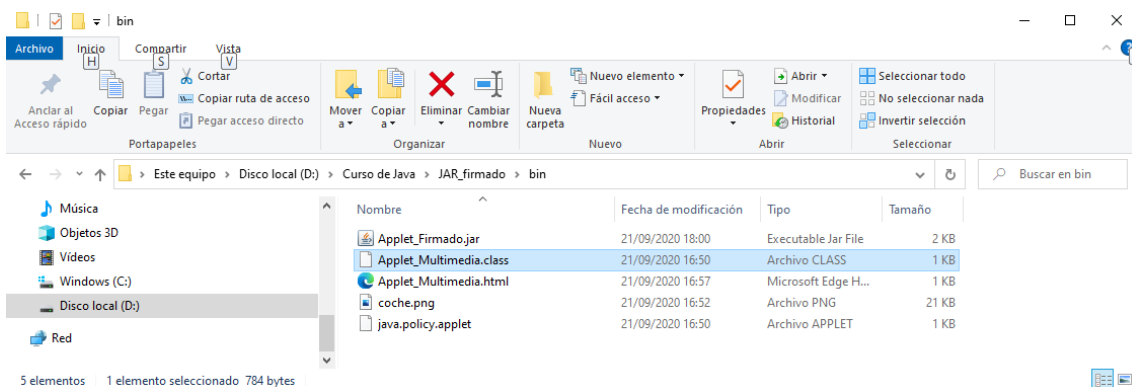 bin
Archivo Inicio Compartir Vista
H S V
Anclar al Acceso rápido
Copiar
Pegar
Cortar
Copiar ruta de acceso
Pegar acceso directo
Portapapeles
Mover a
Copiar a
Eliminar
Cambiar nombre
Organizar
Nueva carpeta
Nuevo elemento
Fácil acceso
Nuevo
Propiedades
Abrir
Modificar
Historial
Abrir
Seleccionar todo
No seleccionar nada
Invertir selección
Seleccionar
Este equipo > Disco local (D:) > Curso de Java > JAR_firmado > bin
Buscar en bin
Música
Objetos 3D
Vídeos
Windows (C:)
Disco local (D:)
Red
Nombre Fecha de modificación Tipo Tamaño
Applet_Firmado.jar 21/09/2020 18:00 Executable Jar File 2 KB
Applet_Multimedia.class 21/09/2020 16:50 Archivo CLASS 1 KB
Applet_Multimedia.html 21/09/2020 16:57 Microsoft Edge H... 1 KB
coche.png 21/09/2020 16:52 Archivo PNG 21 KB
java.policy.applet 21/09/2020 16:50 Archivo APPLET 1 KB
5 elementos 1 elemento seleccionado 784 bytes